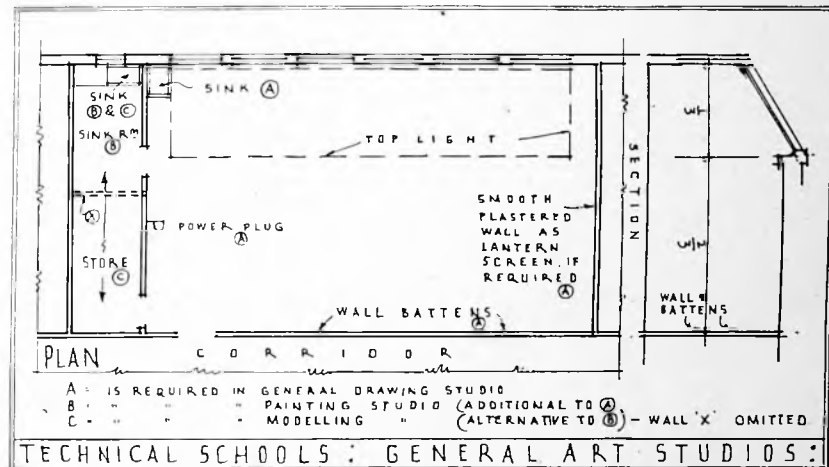 SINK
Ⓑ & Ⓒ
SINK RM
Ⓑ
SINK Ⓐ
TOP LIGHT
Ⓧ
POWER PLUG
Ⓐ
STORE
Ⓒ
SMOOTH
PLASTERED
WALL AS
LANTERN
SCREEN, IF
REQUIRED
Ⓐ
SECTION
WALL
BATTENS
WALL BATTENS
Ⓐ
PLAN
CORRIDOR
A = IS REQUIRED IN GENERAL DRAWING STUDIO
B = " " " PAINTING STUDIO (ADDITIONAL TO Ⓐ)
C = " " " MODELLING " (ALTERNATIVE TO Ⓑ) - WALL 'X' OMITTED
TECHNICAL SCHOOLS: GENERAL ART STUDIOS: